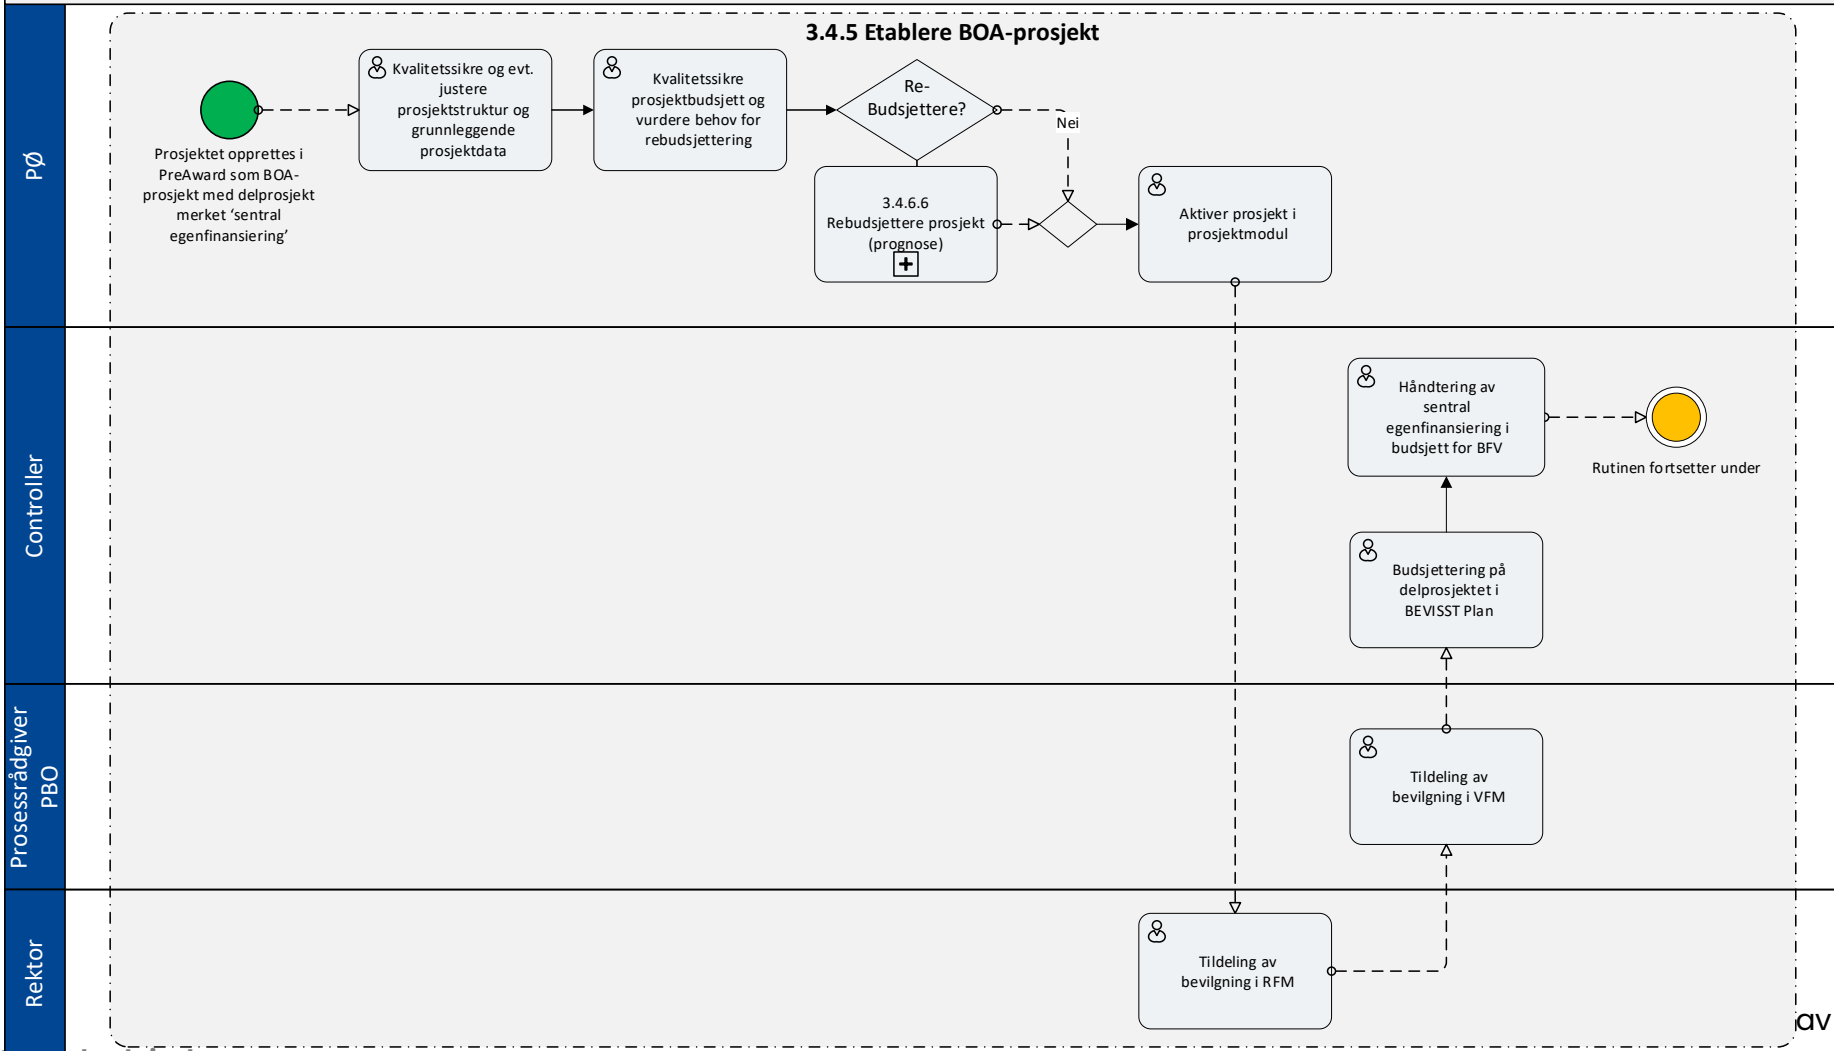 3.4.5 Etablere BOA-prosjekt
PØ
Prosjektet opprettes i
PreAward som BOA-
prosjekt med delprosjekt
merket ‘sentral
egenfinansiering’
Kvalitetssikre og evt.
justere
prosjektstruktur og
grunnleggende
prosjektdata
Kvalitetssikre
prosjektbudsjett og
vurdere behov for
rebudsjettering
Re-
Budsjettere?
Nei
3.4.6.6
Rebudsjettere prosjekt
(prognose)
Aktiver prosjekt i
prosjektmodul
Controller
Håndtering av
sentral
egenfinansiering i
budsjett for BFV
Rutinen fortsetter under
Budsjettering på
delprosjektet i
BEVISST Plan
Prosessrådgiver
PBO
Tildeling av
bevilgning i VFM
Rektor
Tildeling av
bevilgning i RFM
av